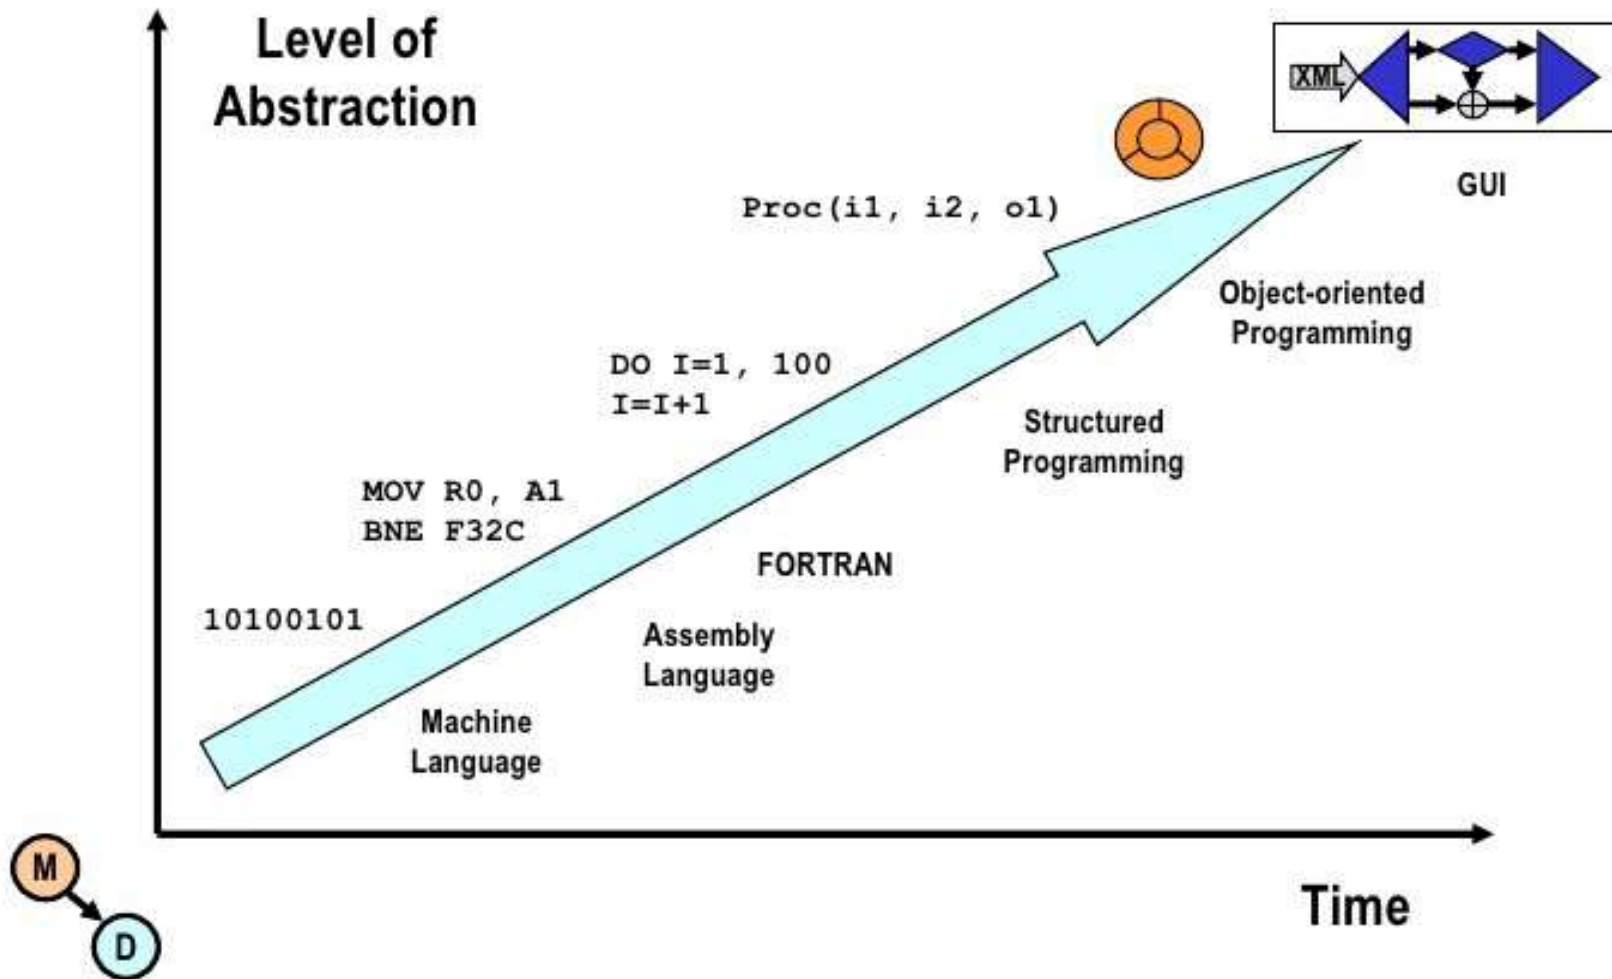 Level of
Abstraction
XML
GUI
Proc(i1, i2, o1)
Object-oriented
Programming
DO I=1, 100
I=I+1
Structured
Programming
MOV R0, A1
BNE F32C
FORTRAN
10100101
Assembly
Language
Machine
Language
M
D
Time